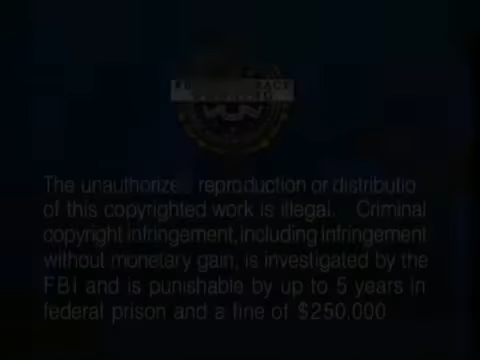 The unauthorize reproduction or distributio
of this copyrighted work is illegal. Criminal
copyright infringement, including infringement
without monetary gain, is investigated by the
FBI and is punishable by up to 5 years in
federal prison and a fine of $250.000